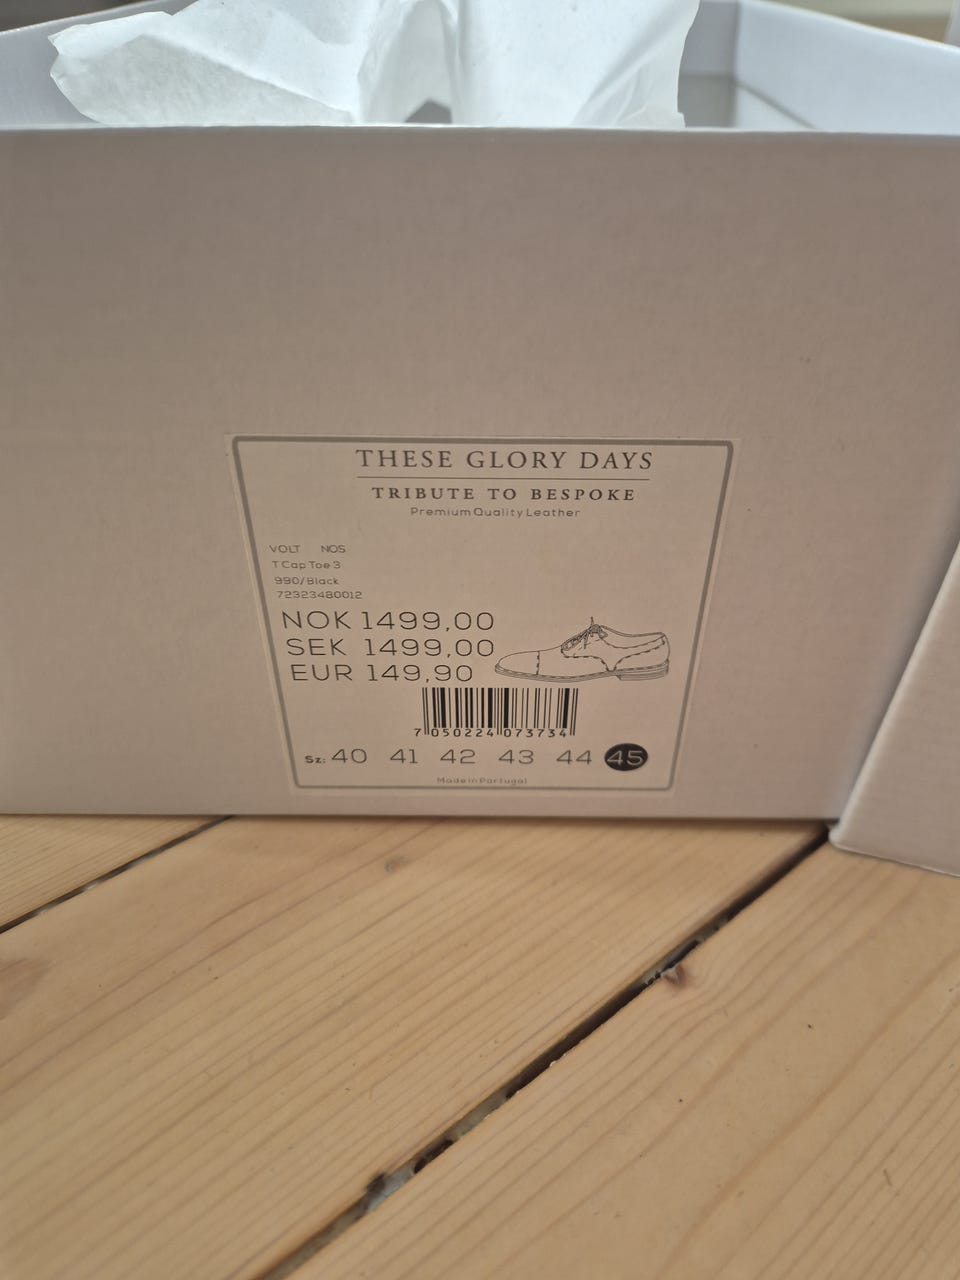 THESE GLORY DAYS
TRIBUTE TO BESPOKE
Premium Quality Leather
VOLT NOS
T Cap Toe 3
990/Black
72323480012
NOK 1499,00
SEK 1499,00
EUR 149,90
7 050224 073734
Sz: 40 41 42 43 44 45
Made in Portugal